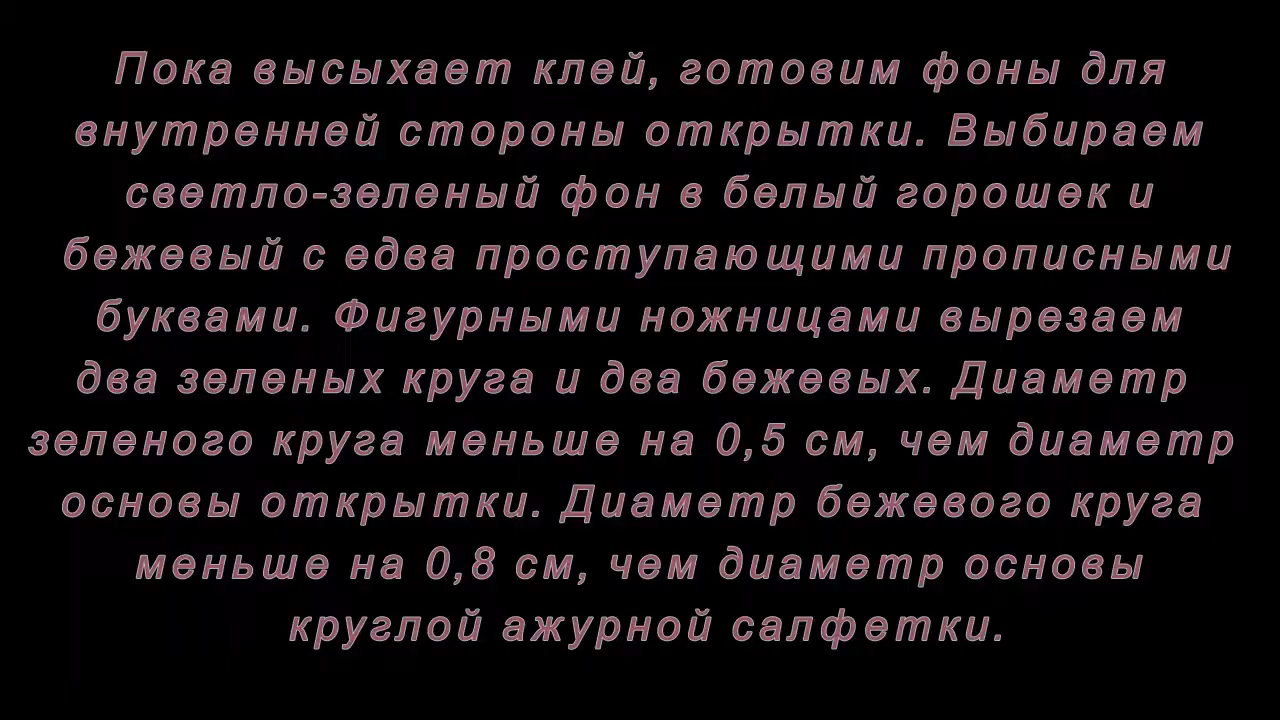 Пока высыхает клей, готовим фоны для
внутренней стороны открытки. Выбираем
светло-зеленый фон в белый горошек и
бежевый с едва проступающими прописными
буквами. Фигурными ножницами вырезаем
два зеленых круга и два бежевых. Диаметр
зеленого круга меньше на 0,5 см, чем диаметр
основы открытки. Диаметр бежевого круга
меньше на 0,8 см, чем диаметр основы
круглой ажурной салфетки.